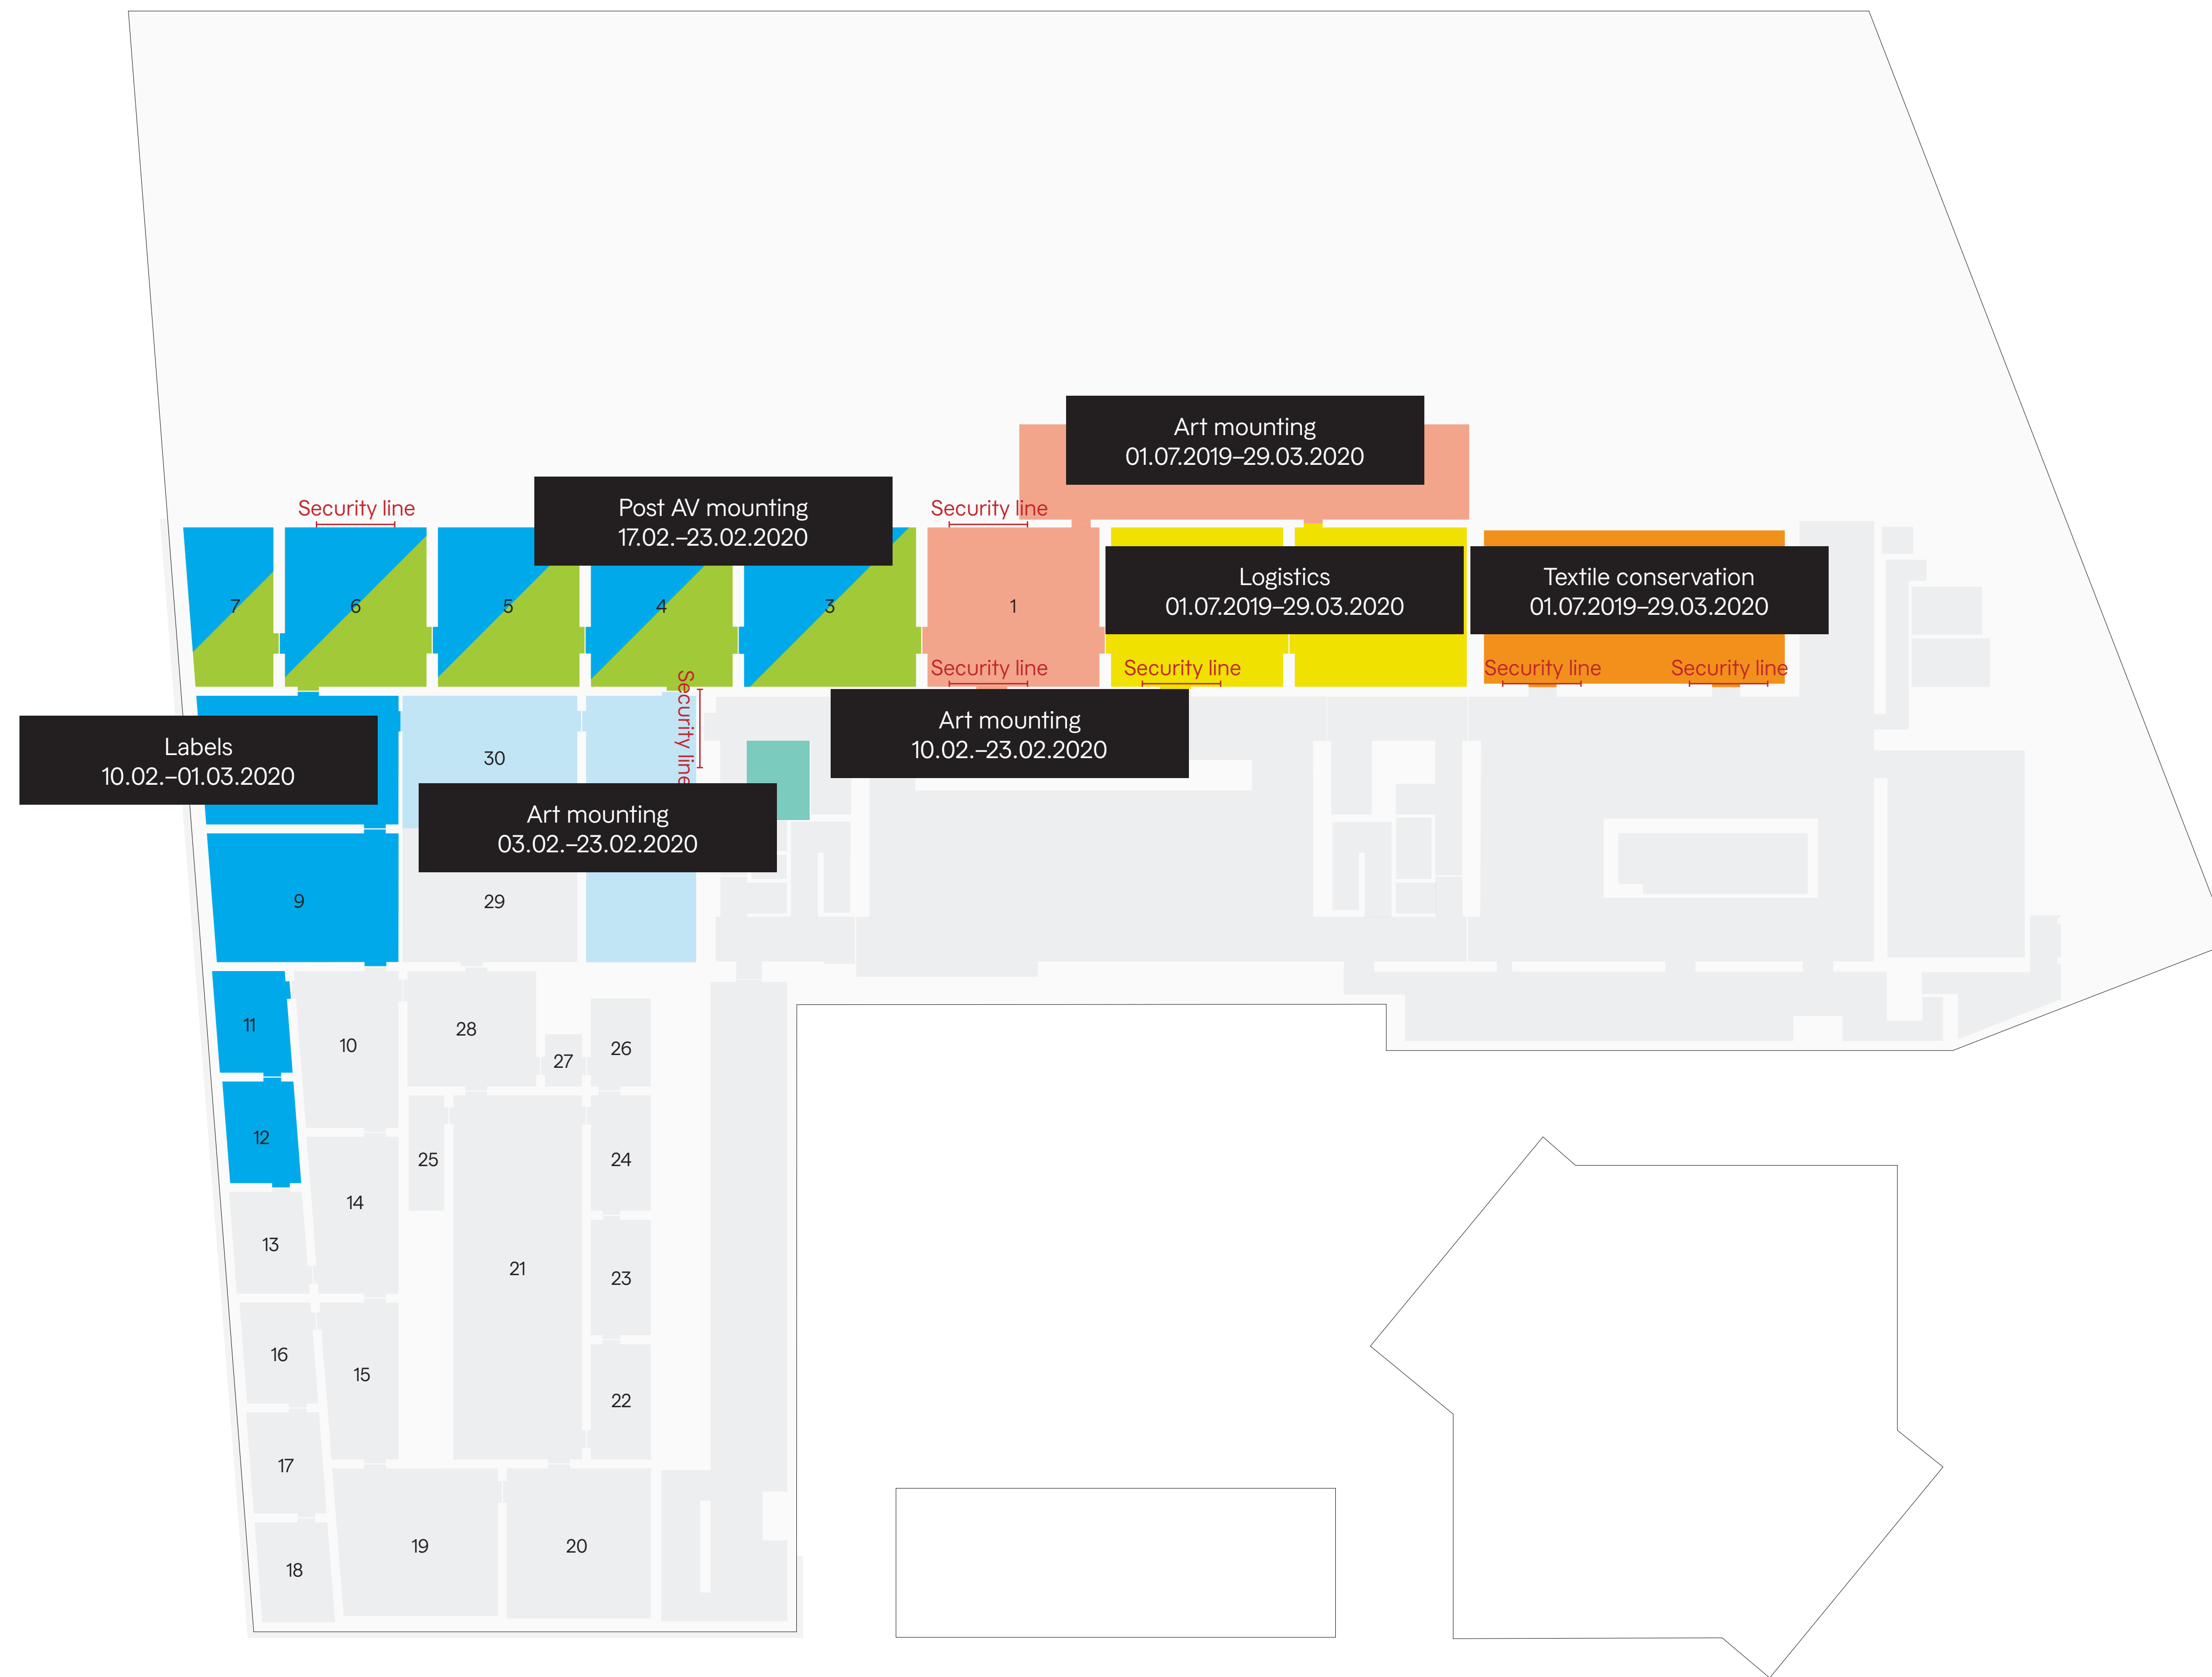 Art mounting
01.07.2019–29.03.2020
Security line
Post AV mounting
17.02.–23.02.2020
Security line
Logistics
01.07.2019–29.03.2020
Textile conservation
01.07.2019–29.03.2020
7
6
5
4
3
1
Security line
Security line
Security line
Security line
Security line
Art mounting
10.02.–23.02.2020
Labels
10.02.–01.03.2020
30
Art mounting
03.02.–23.02.2020
9
29
11
10
28
27
26
12
14
25
24
13
21
23
16
15
22
17
19
20
18